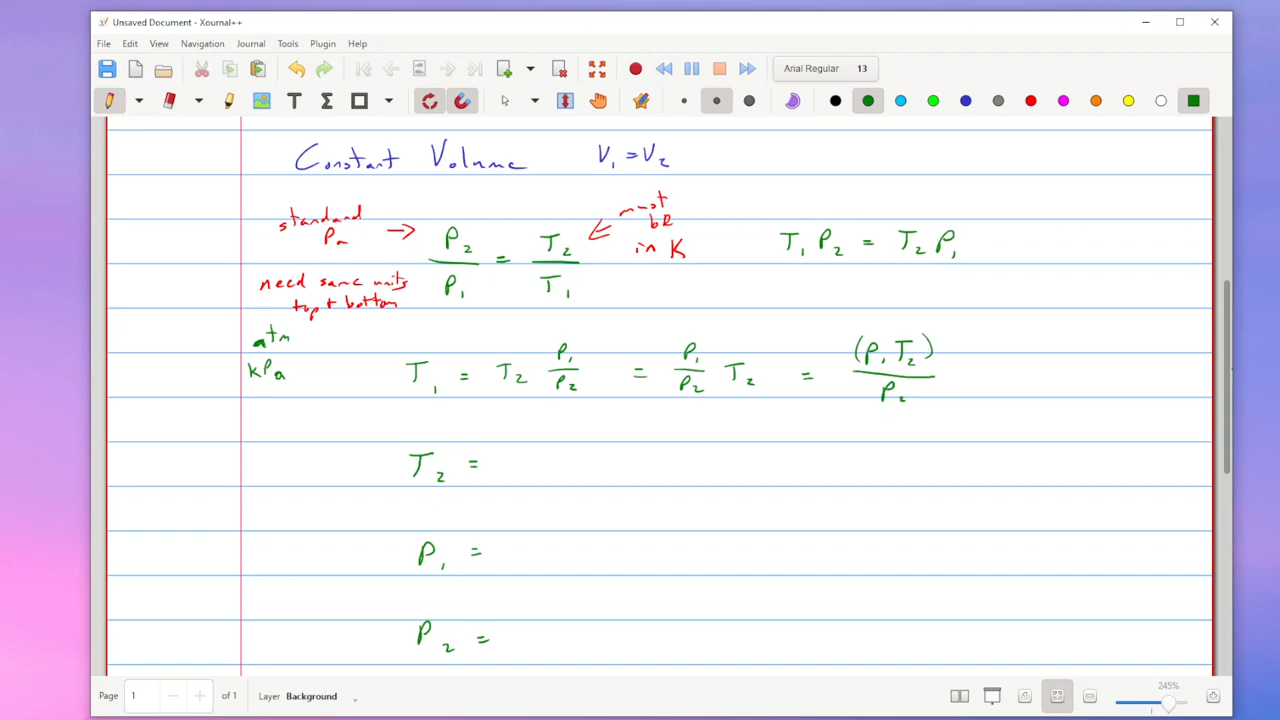 Unsaved Document - Xournal++
File Edit View Navigation Journal Tools Plugin Help
Arial Regular 13
Constant Volume V₁ = V₂
standard Pa → P₂/P₁ = T₂/T₁ must be in K T₁ P₂ = T₂ P₁
need same units top + bottom
atm
kPa
T₁ = T₂ P₁/P₂ = P₁/P₂ T₂ = (P₁ T₂)/P₂
T₂ =
P₁ =
P₂ =
Page 1 of 1 Layer Background 245%